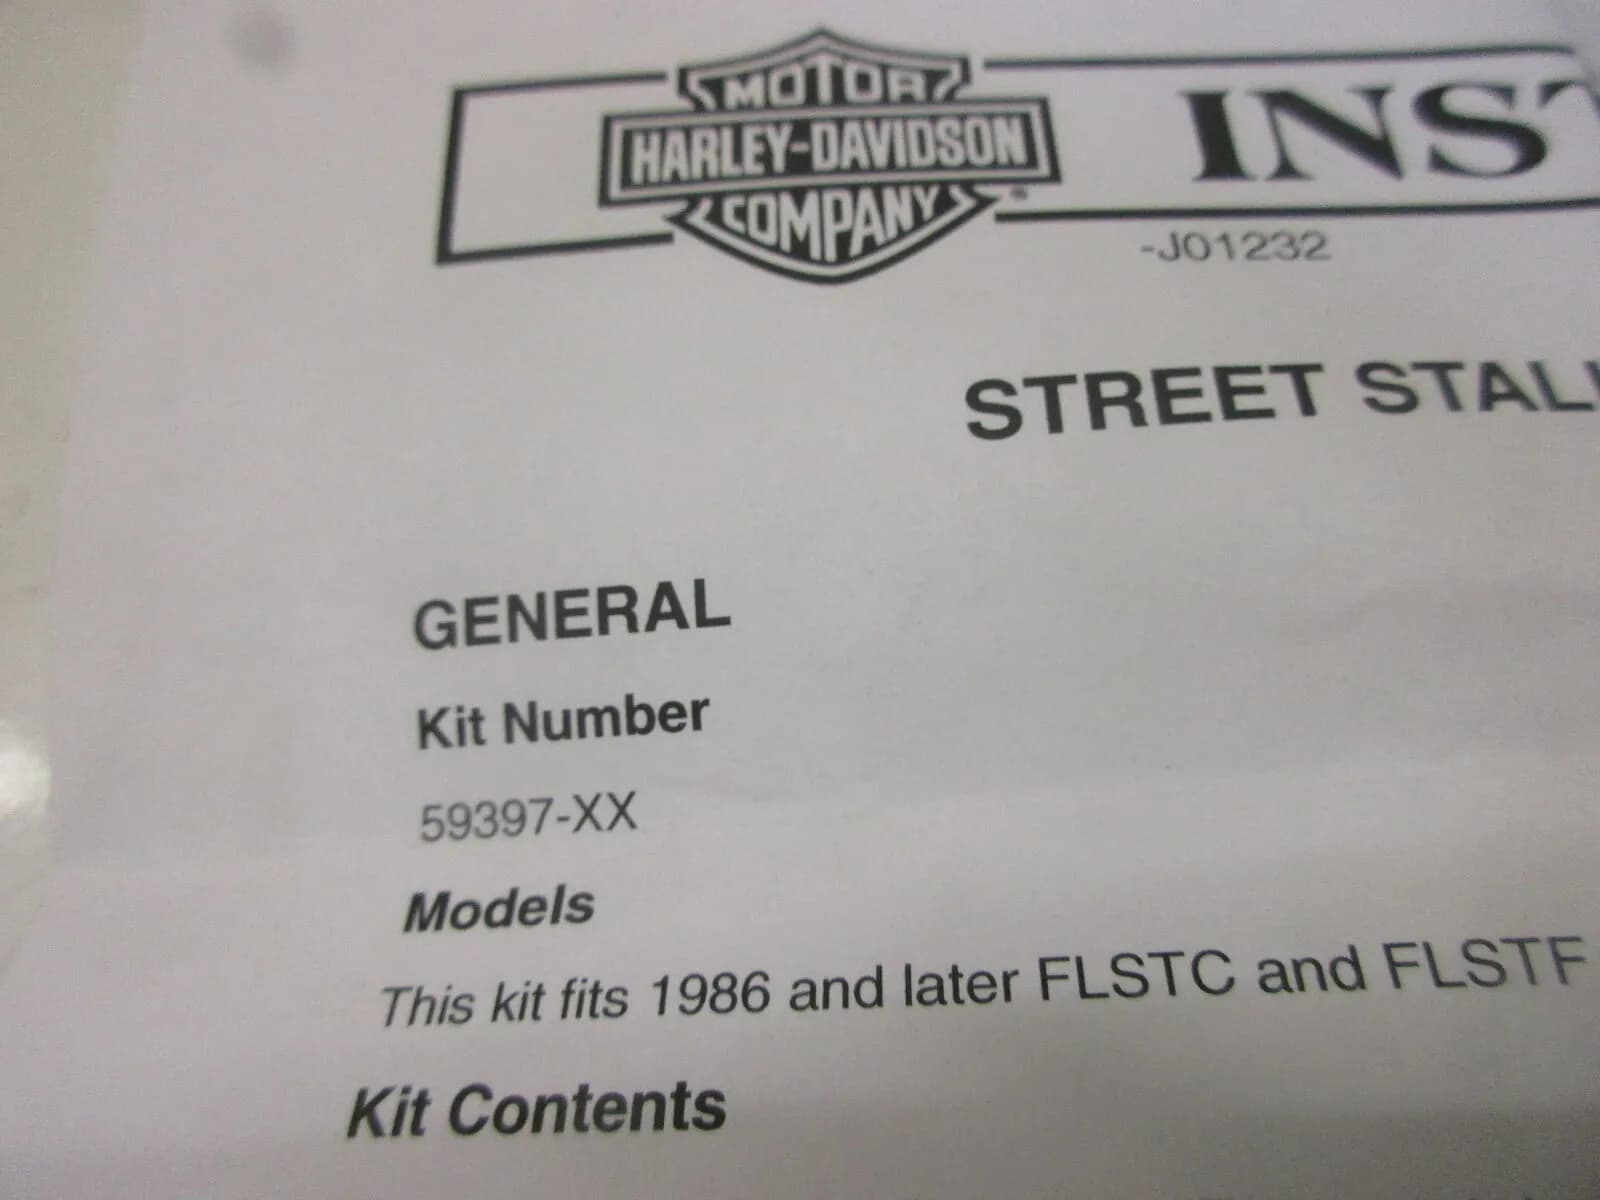 MOTOR
HARLEY-DAVIDSON
COMPANY
INST
-J01232
STREET STAL
GENERAL
Kit Number
59397-XX
Models
This kit fits 1986 and later FLSTC and FLSTF
Kit Contents